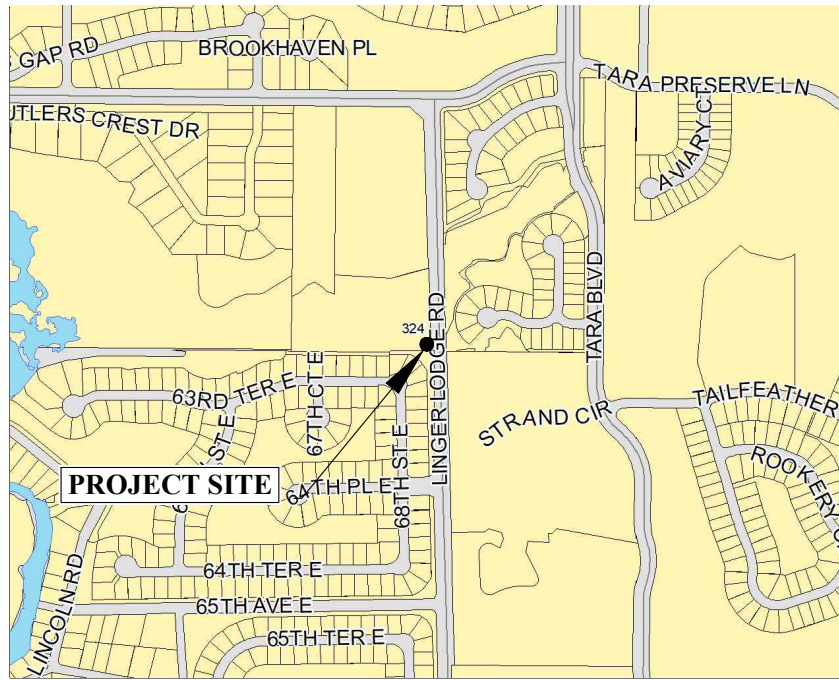 BROOKHAVEN PL
GAP RD
TARA PRESERVE LN
UTLERS CREST DR
AVIARY CT
TARA BLVD
324
LINGER LODGE RD
67TH CT E
63RD TER E
TAILFEATHER
STRAND CIR
68TH ST E
ST E
ROOKERY
PROJECT SITE
64TH PL E
64TH TER E
LINCOLN RD
65TH AVE E
65TH TER E